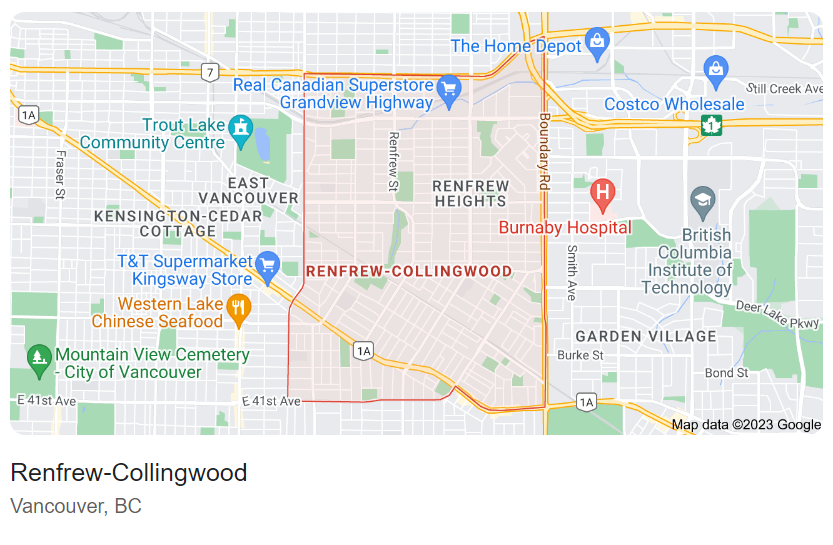 The Home Depot
7
Real Canadian Superstore
Grandview Highway
Costco Wholesale
Still Creek Ave
1A
Trout Lake
Community Centre
1
Fraser St
Renfrew St
Boundary Rd
EAST
VANCOUVER
RENFREW
HEIGHTS
H
KENSINGTON-CEDAR
COTTAGE
Burnaby Hospital
British
Columbia
Institute of
Technology
T&T Supermarket
Kingsway Store
RENFREW-COLLINGWOOD
Smith Ave
Western Lake
Chinese Seafood
Deer Lake Pkwy
GARDEN VILLAGE
1A
Mountain View Cemetery
- City of Vancouver
Burke St
Bond St
E 41st Ave
E 41st Ave
1A
Map data ©2023 Google
Renfrew-Collingwood
Vancouver, BC